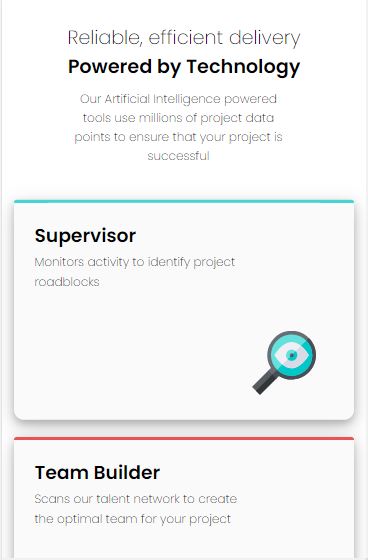 Reliable, efficient delivery
Powered by Technology
Our Artificial Intelligence powered
tools use millions of project data
points to ensure that your project is
successful
Supervisor
Monitors activity to identify project
roadblocks
Team Builder
Scans our talent network to create
the optimal team for your project